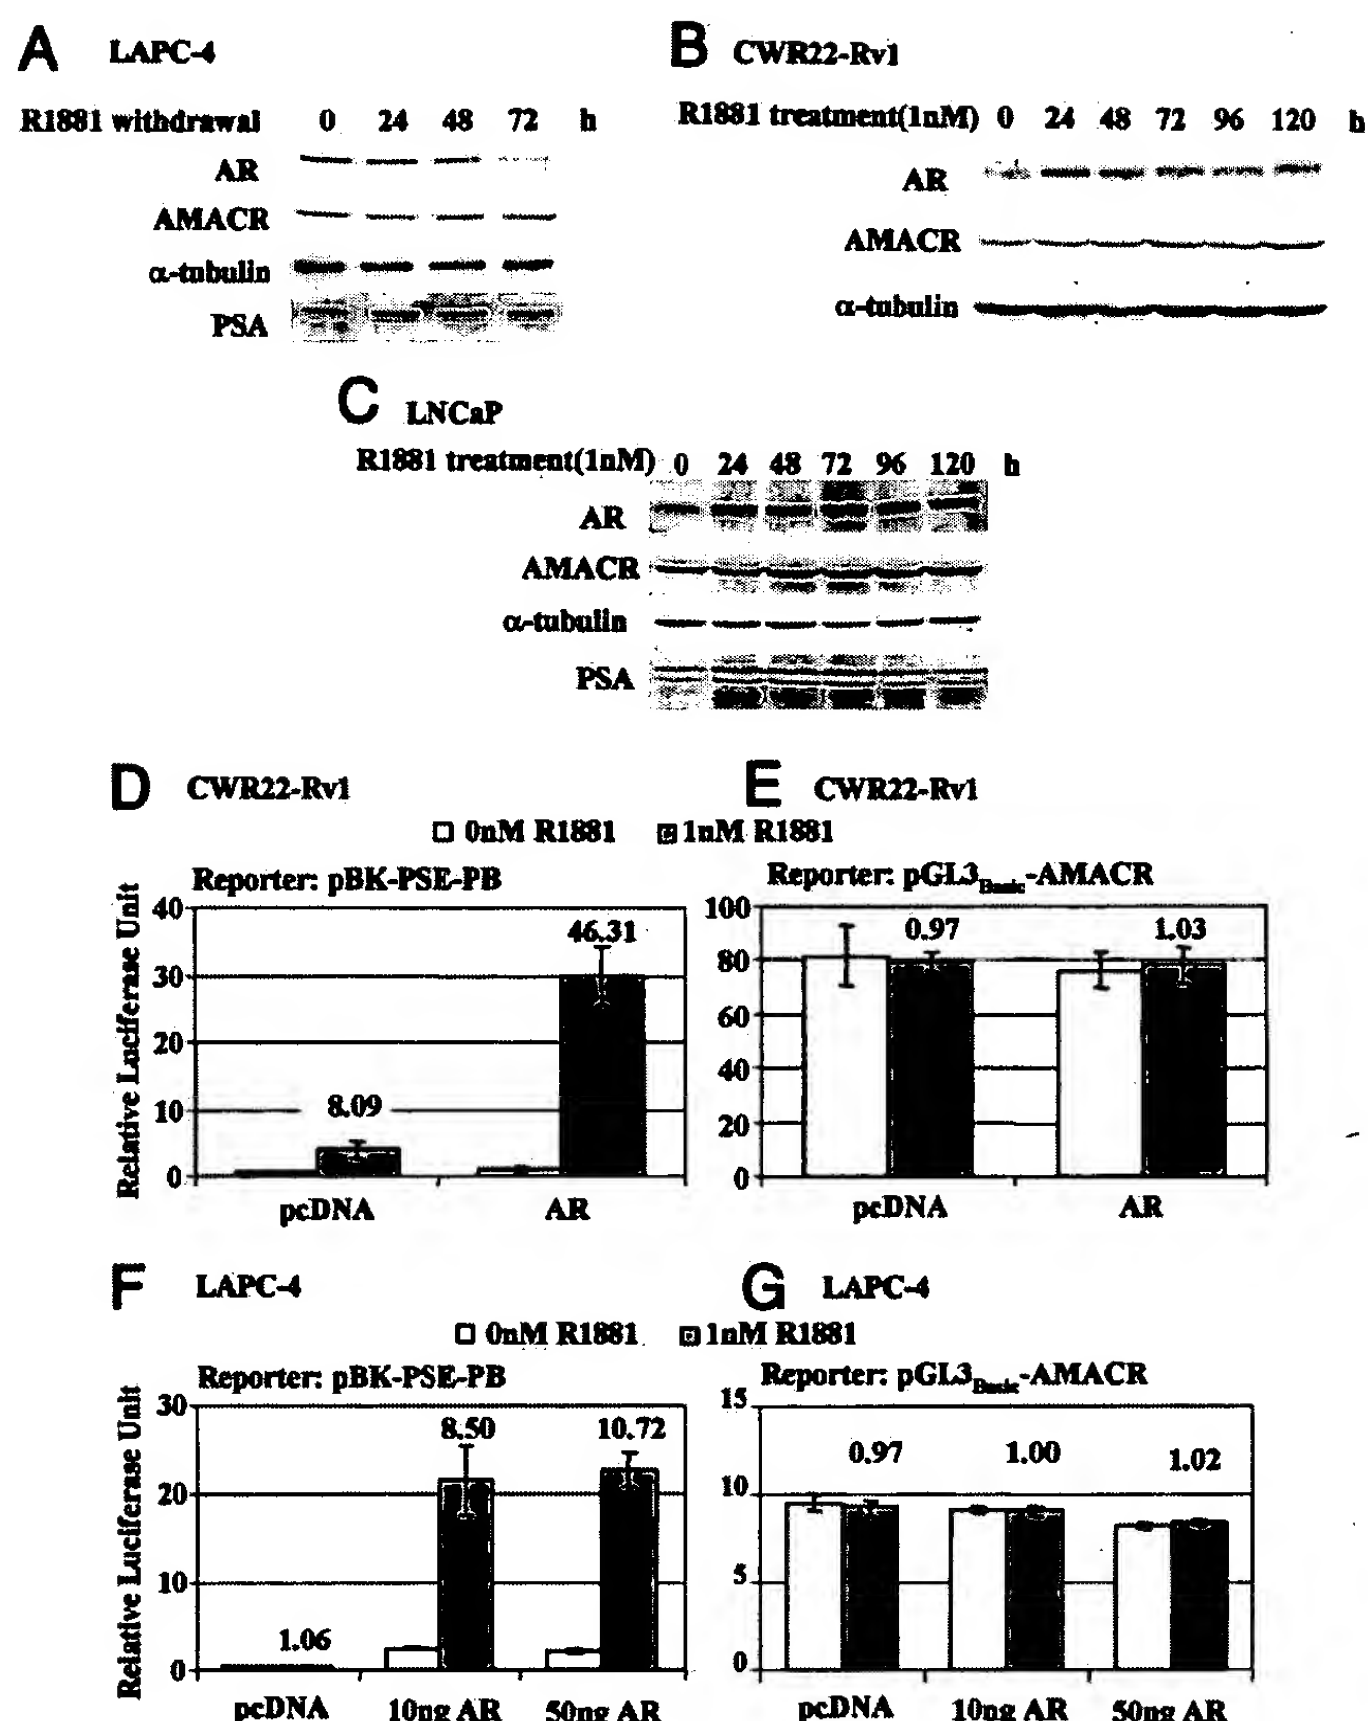 A LAPC-4
R1881 withdrawal 0 24 48 72 h
AR
AMACR
α-tubulin
PSA
B CWR22-Rv1
R1881 treatment(1nM) 0 24 48 72 96 120 h
AR
AMACR
α-tubulin
C LNCaP
R1881 treatment(1nM) 0 24 48 72 96 120 h
AR
AMACR
α-tubulin
PSA
D CWR22-Rv1
E CWR22-Rv1
0nM R1881 1nM R1881
Reporter: pBK-PSE-PB
Relative Luciferase Unit
40
30
20
10
0
8.09
46.31
pcDNA AR
Reporter: pGL3Basic-AMACR
100
80
60
40
20
0
0.97
1.03
pcDNA AR
F LAPC-4
G LAPC-4
0nM R1881 1nM R1881
Reporter: pBK-PSE-PB
Relative Luciferase Unit
30
20
10
0
1.06
8.50
10.72
pcDNA 10ng AR 50ng AR
Reporter: pGL3Basic-AMACR
15
10
5
0
0.97
1.00
1.02
pcDNA 10ng AR 50ng AR